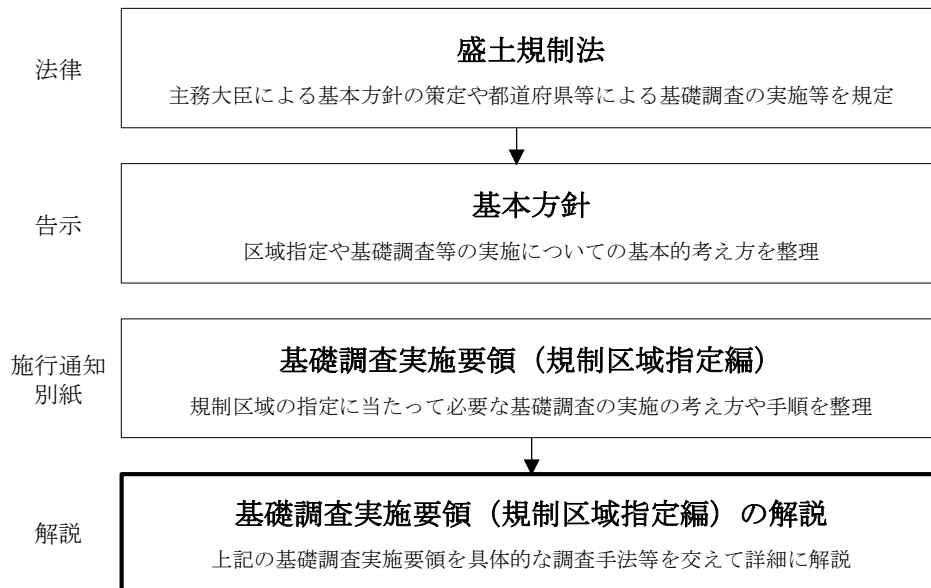 法律
盛土規制法
主務大臣による基本方針の策定や都道府県等による基礎調査の実施等を規定
告示
基本方針
区域指定や基礎調査等の実施についての基本的考え方を整理
施行通知
別紙
基礎調査実施要領（規制区域指定編）
規制区域の指定に当たって必要な基礎調査の実施の考え方や手順を整理
解説
基礎調査実施要領（規制区域指定編）の解説
上記の基礎調査実施要領を具体的な調査手法等を交えて詳細に解説